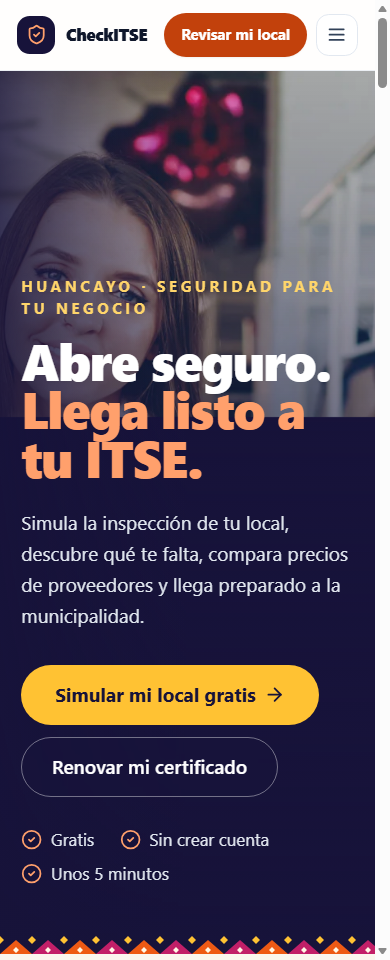 CheckITSE
Revisar mi local
HUANCAYO · SEGURIDAD PARA
TU NEGOCIO
Abre seguro.
Llega listo a
tu ITSE.
Simula la inspección de tu local,
descubre qué te falta, compara precios
de proveedores y llega preparado a la
municipalidad.
Simular mi local gratis →
Renovar mi certificado
Gratis
Sin crear cuenta
Unos 5 minutos